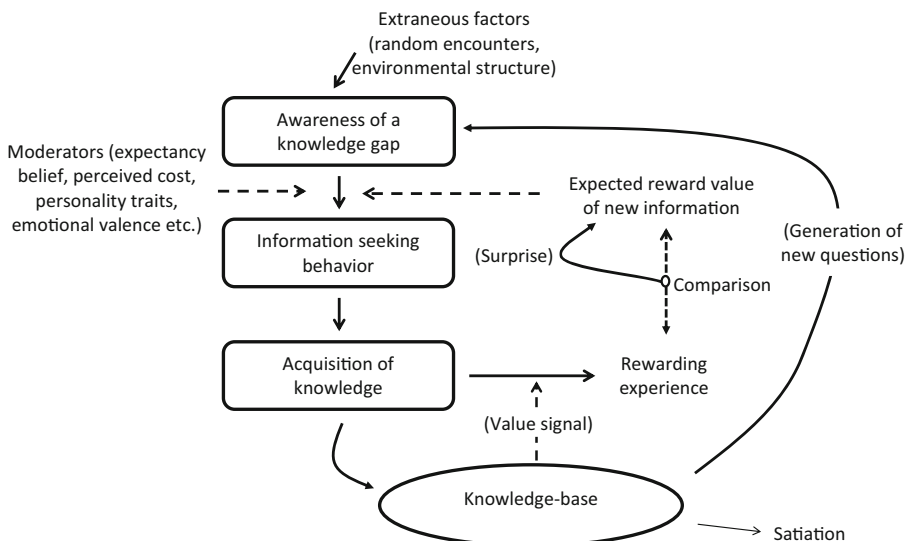 Extraneous factors
(random encounters,
environmental structure)
Awareness of a
knowledge gap
Moderators (expectancy
belief, perceived cost,
personality traits,
emotional valence etc.)
Expected reward value
of new information
(Generation of
new questions)
Information seeking
behavior
(Surprise)
Comparison
Acquisition of
knowledge
Rewarding
experience
(Value signal)
Knowledge-base
Satiation